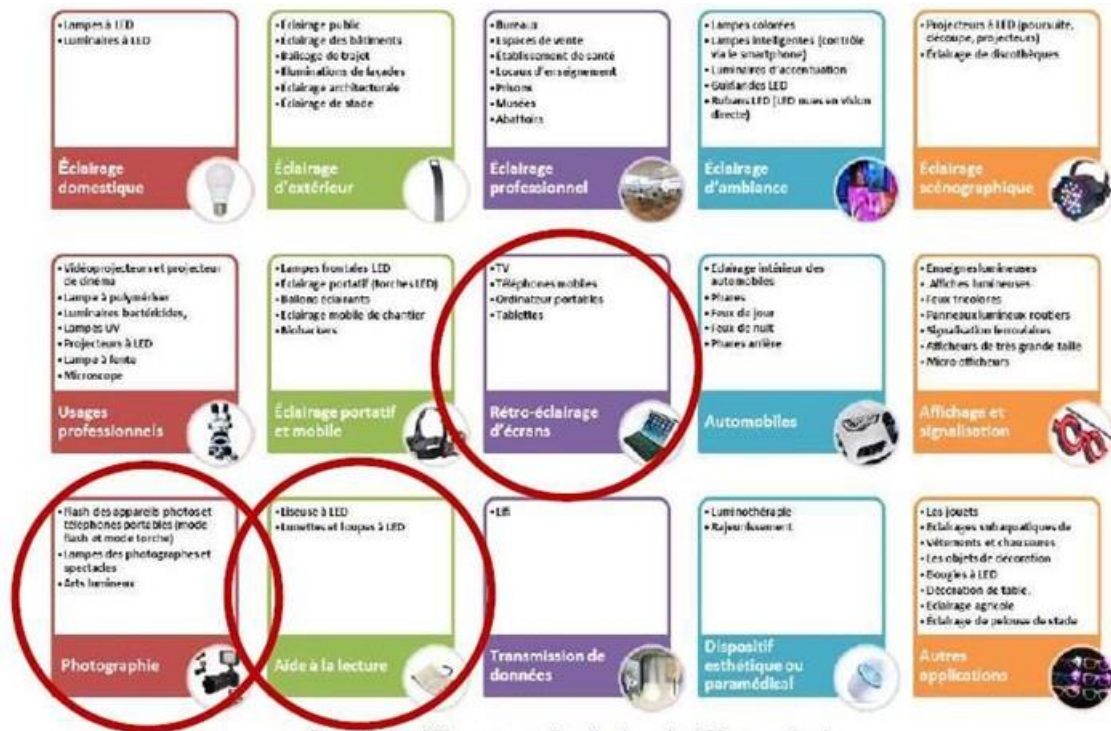 • Lampes à LED
• Luminaires à LED
Éclairage
domestique
• Éclairage public
• Éclairage des bâtiments
• Balisage de trajet
• Illuminations de façades
• Éclairage architecturale
• Éclairage de stade
Éclairage
d'extérieur
• Bureaux
• Espaces de vente
• Établissement de santé
• Locaux d'enseignement
• Prisons
• Musées
• Abattoirs
Éclairage
professionnel
• Lampes colorées
• Lampes intelligentes (contrôle
via le smartphone)
• Luminaires d'accentuation
• Guirlandes LED
• Rubans LED (LED nues en vision
directe)
Éclairage
d'ambiance
• Projecteurs à LED (poursuite,
découpe, projecteurs)
• Éclairage de discothèques
Éclairage
scénographique
• Vidéoprojecteurs et projecteur
de cinéma
• Lampe à polymériser
• Luminaires bactéricides,
• Lampes UV
• Projecteurs à LED
• Lampe à fente
• Microscope
Usages
professionnels
• Lampes frontales LED
• Éclairage portatif (torches LED)
• Ballons éclairants
• Eclairage mobile de chantier
• Biohackers
Éclairage portatif
et mobile
• TV
• Téléphones mobiles
• Ordinateur portables
• Tablettes
Rétro-éclairage
d'écrans
• Eclairage intérieur des
automobiles
• Phares
• Feux de jour
• Feux de nuit
• Phares arrière
Automobiles
• Enseignes lumineuses
• Affiches lumineuses
• Feux tricolores
• Panneaux lumineux routiers
• Signalisation ferroviaires
• Afficheurs de très grande taille
• Micro afficheurs
Affichage et
signalisation
• Flash des appareils photos et
téléphones portables (mode
flash et mode torche)
• Lampes des photographes et
spectacles
• Arts lumineux
Photographie
• Liseuse à LED
• Lunettes et loupes à LED
Aide à la lecture
• Lifi
Transmission de
données
• Luminothérapie
• Rajeunissement
Dispositif
esthétique ou
paramédical
• Les jouets
• Eclairages subaquatiques de
• Vêtements et chaussures
• Les objets de décoration
• Bougies à LED
• Décoration de table.
• Eclairage agricole
• Éclairage de pelouse de stade
Autres
applications